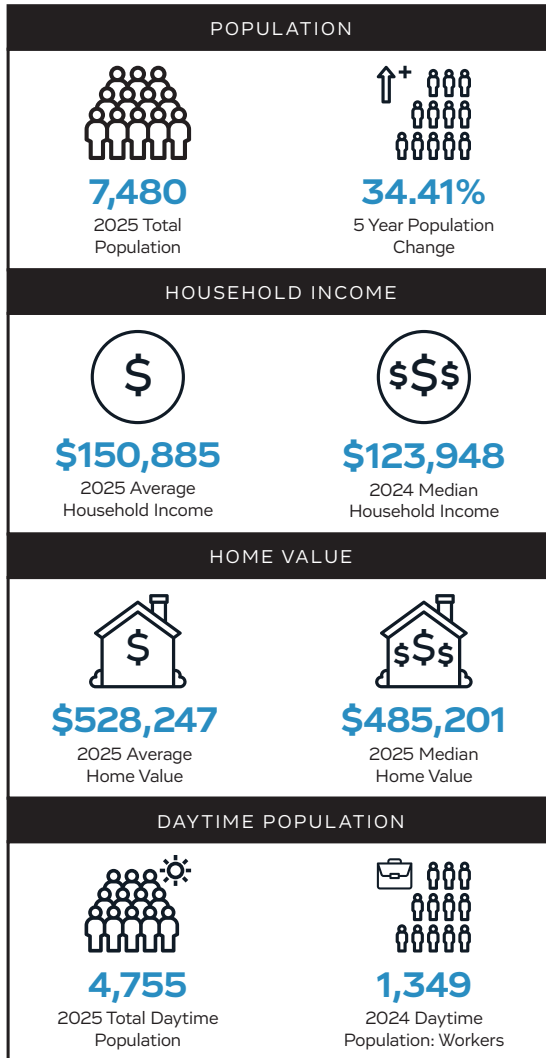 POPULATION
7,480
2025 Total
Population
34.41%
5 Year Population
Change
HOUSEHOLD INCOME
$
$150,885
2025 Average
Household Income
$$$
$123,948
2024 Median
Household Income
HOME VALUE
$
$528,247
2025 Average
Home Value
$$$
$485,201
2025 Median
Home Value
DAYTIME POPULATION
4,755
2025 Total Daytime
Population
1,349
2024 Daytime
Population: Workers